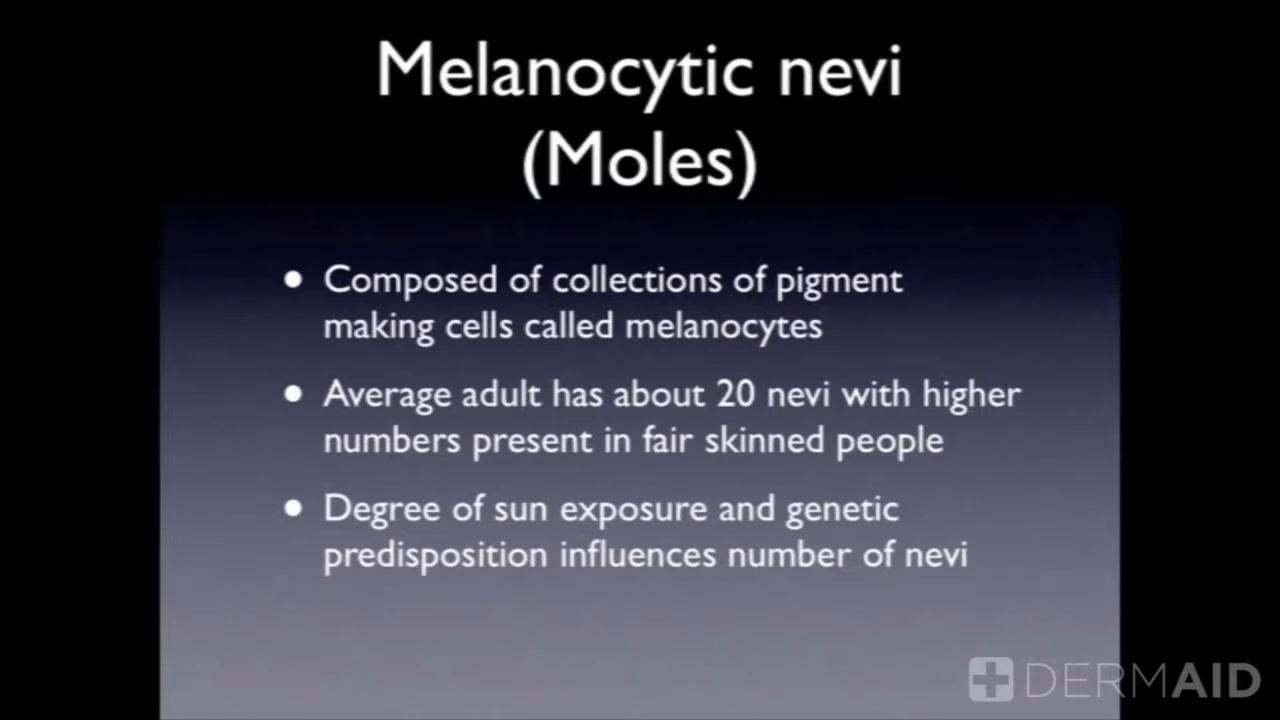 Melanocytic nevi
(Moles)
• Composed of collections of pigment
making cells called melanocytes
• Average adult has about 20 nevi with higher
numbers present in fair skinned people
• Degree of sun exposure and genetic
predisposition influences number of nevi
DERMAID